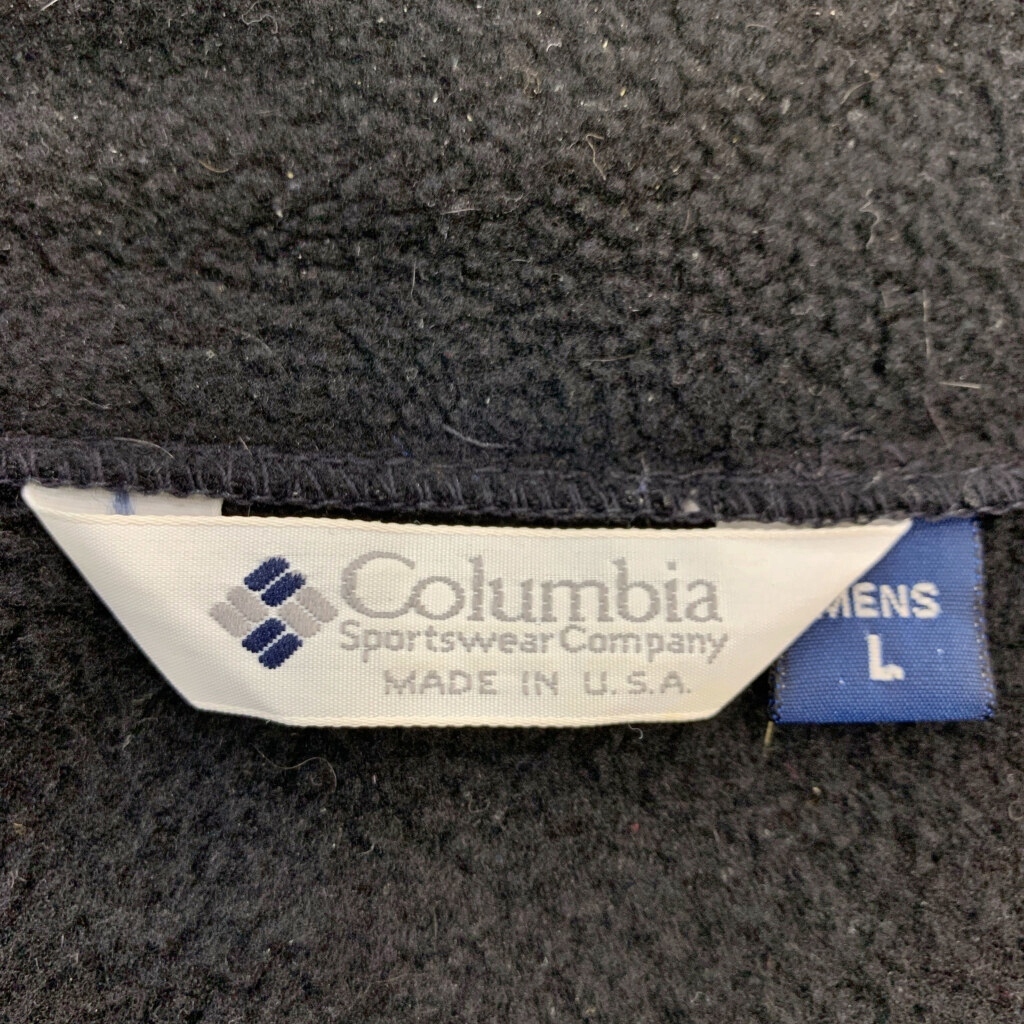 Columbia
Sportswear Company
MADE IN U.S.A.
MENS
L